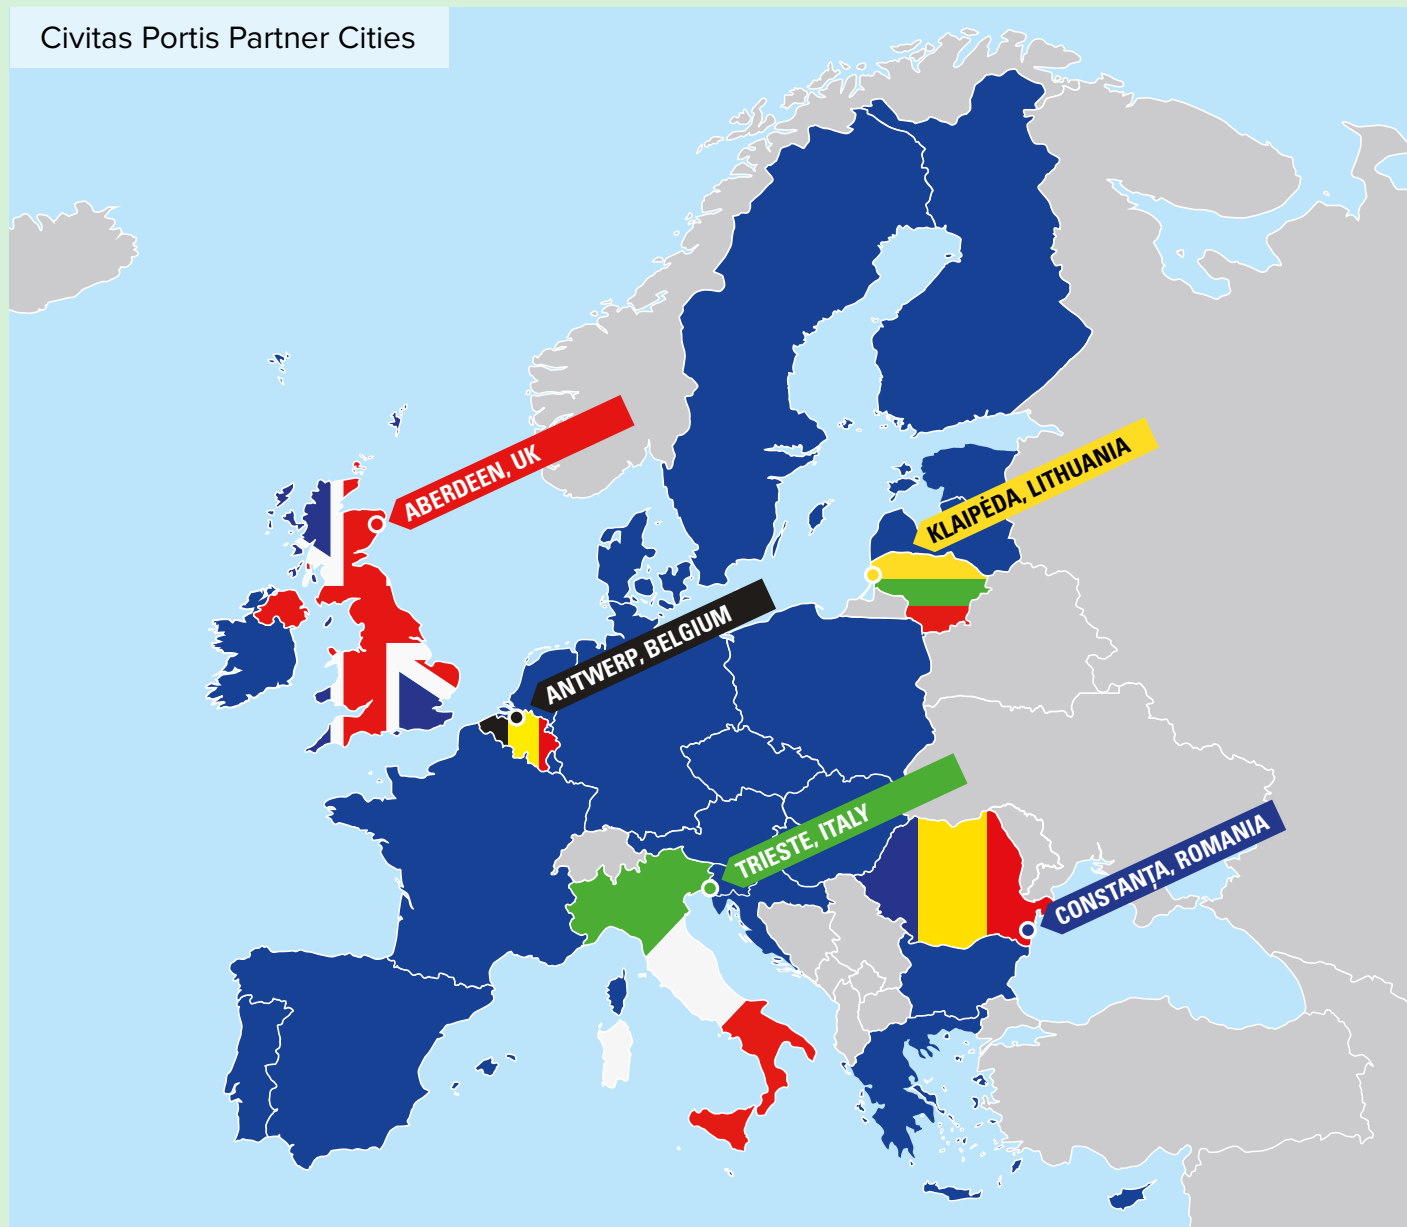 Civitas Portis Partner Cities
ABERDEEN, UK
KLAIPĖDA, LITHUANIA
ANTWERP, BELGIUM
TRIESTE, ITALY
CONSTANȚA, ROMANIA